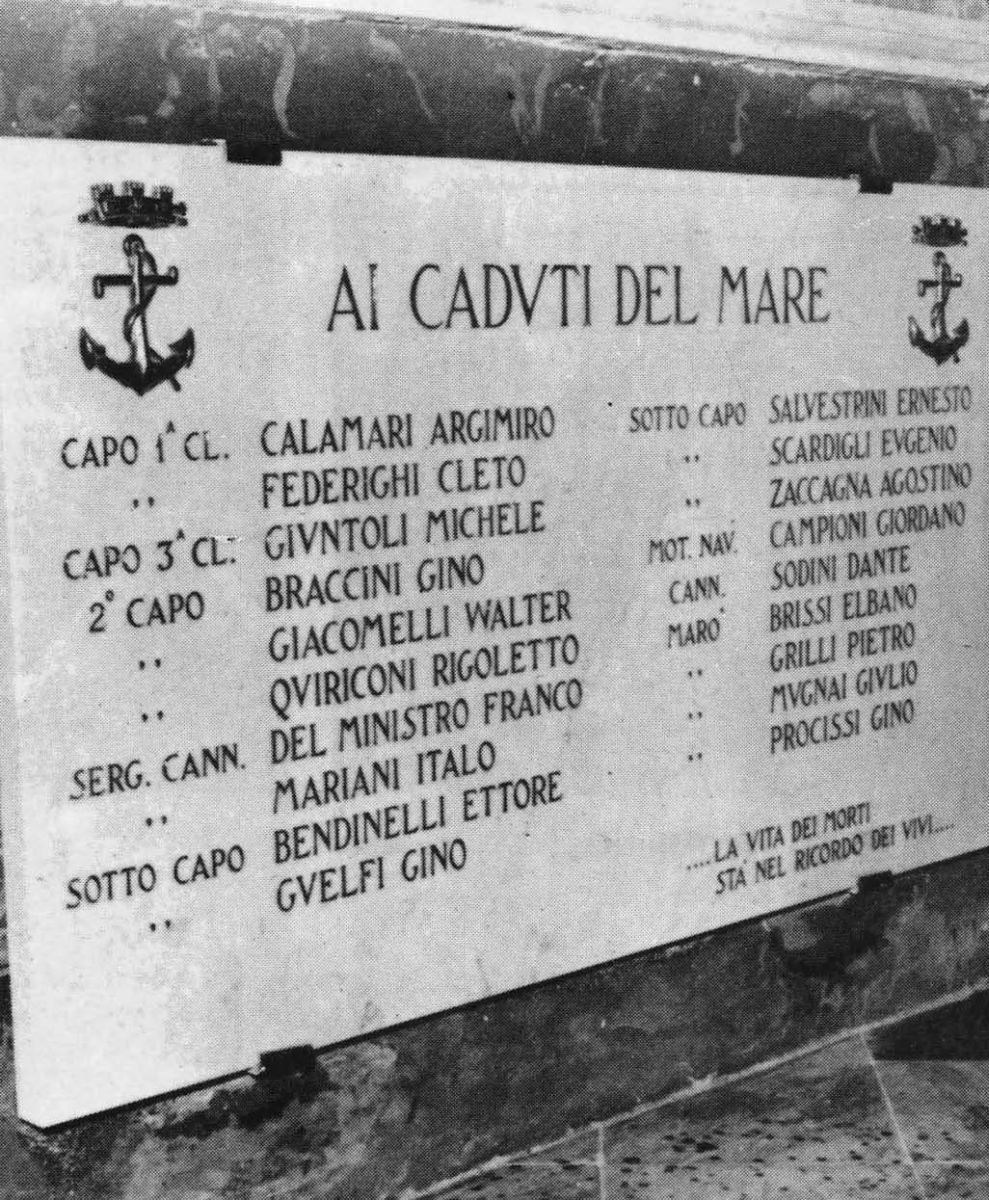 AI CADVTI DEL MARE
CAPO 1ᴬ CL. CALAMARI ARGIMIRO
,, FEDERIGHI CLETO
CAPO 3ᴬ CL. GIVNTOLI MICHELE
2° CAPO BRACCINI GINO
,, GIACOMELLI WALTER
,, QVIRICONI RIGOLETTO
SERG. CANN. DEL MINISTRO FRANCO
,, MARIANI ITALO
SOTTO CAPO BENDINELLI ETTORE
,, GVELFI GINO
SOTTO CAPO SALVESTRINI ERNESTO
,, SCARDIGLI EVGENIO
,, ZACCAGNA AGOSTINO
MOT. NAV. CAMPIONI GIORDANO
CANN. SODINI DANTE
MARO' BRISSI ELBANO
,, GRILLI PIETRO
,, MVGNAI GIVLIO
,, PROCISSI GINO
....LA VITA DEI MORTI
STA' NEL RICORDO DEI VIVI....